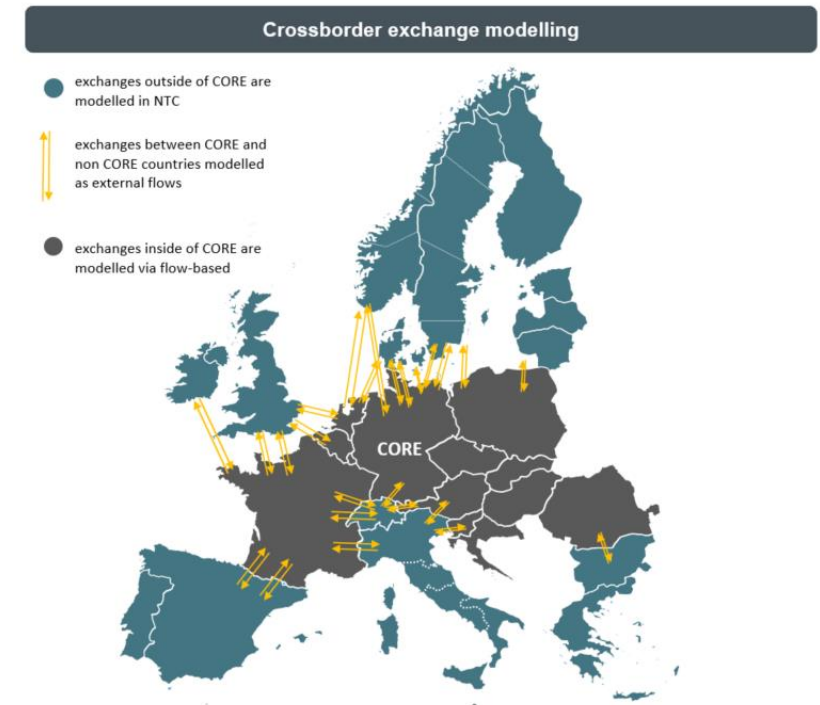 Crossborder exchange modelling
exchanges outside of CORE are
modelled in NTC
exchanges between CORE and
non CORE countries modelled
as external flows
exchanges inside of CORE are
modelled via flow-based
CORE